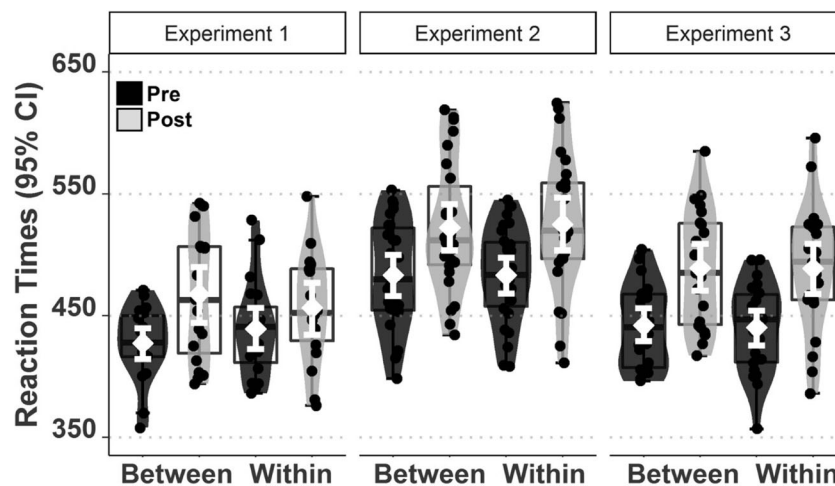 Experiment 1
Experiment 2
Experiment 3
Reaction Times (95% CI)
650
550
450
350
Pre
Post
Between Within
Between Within
Between Within